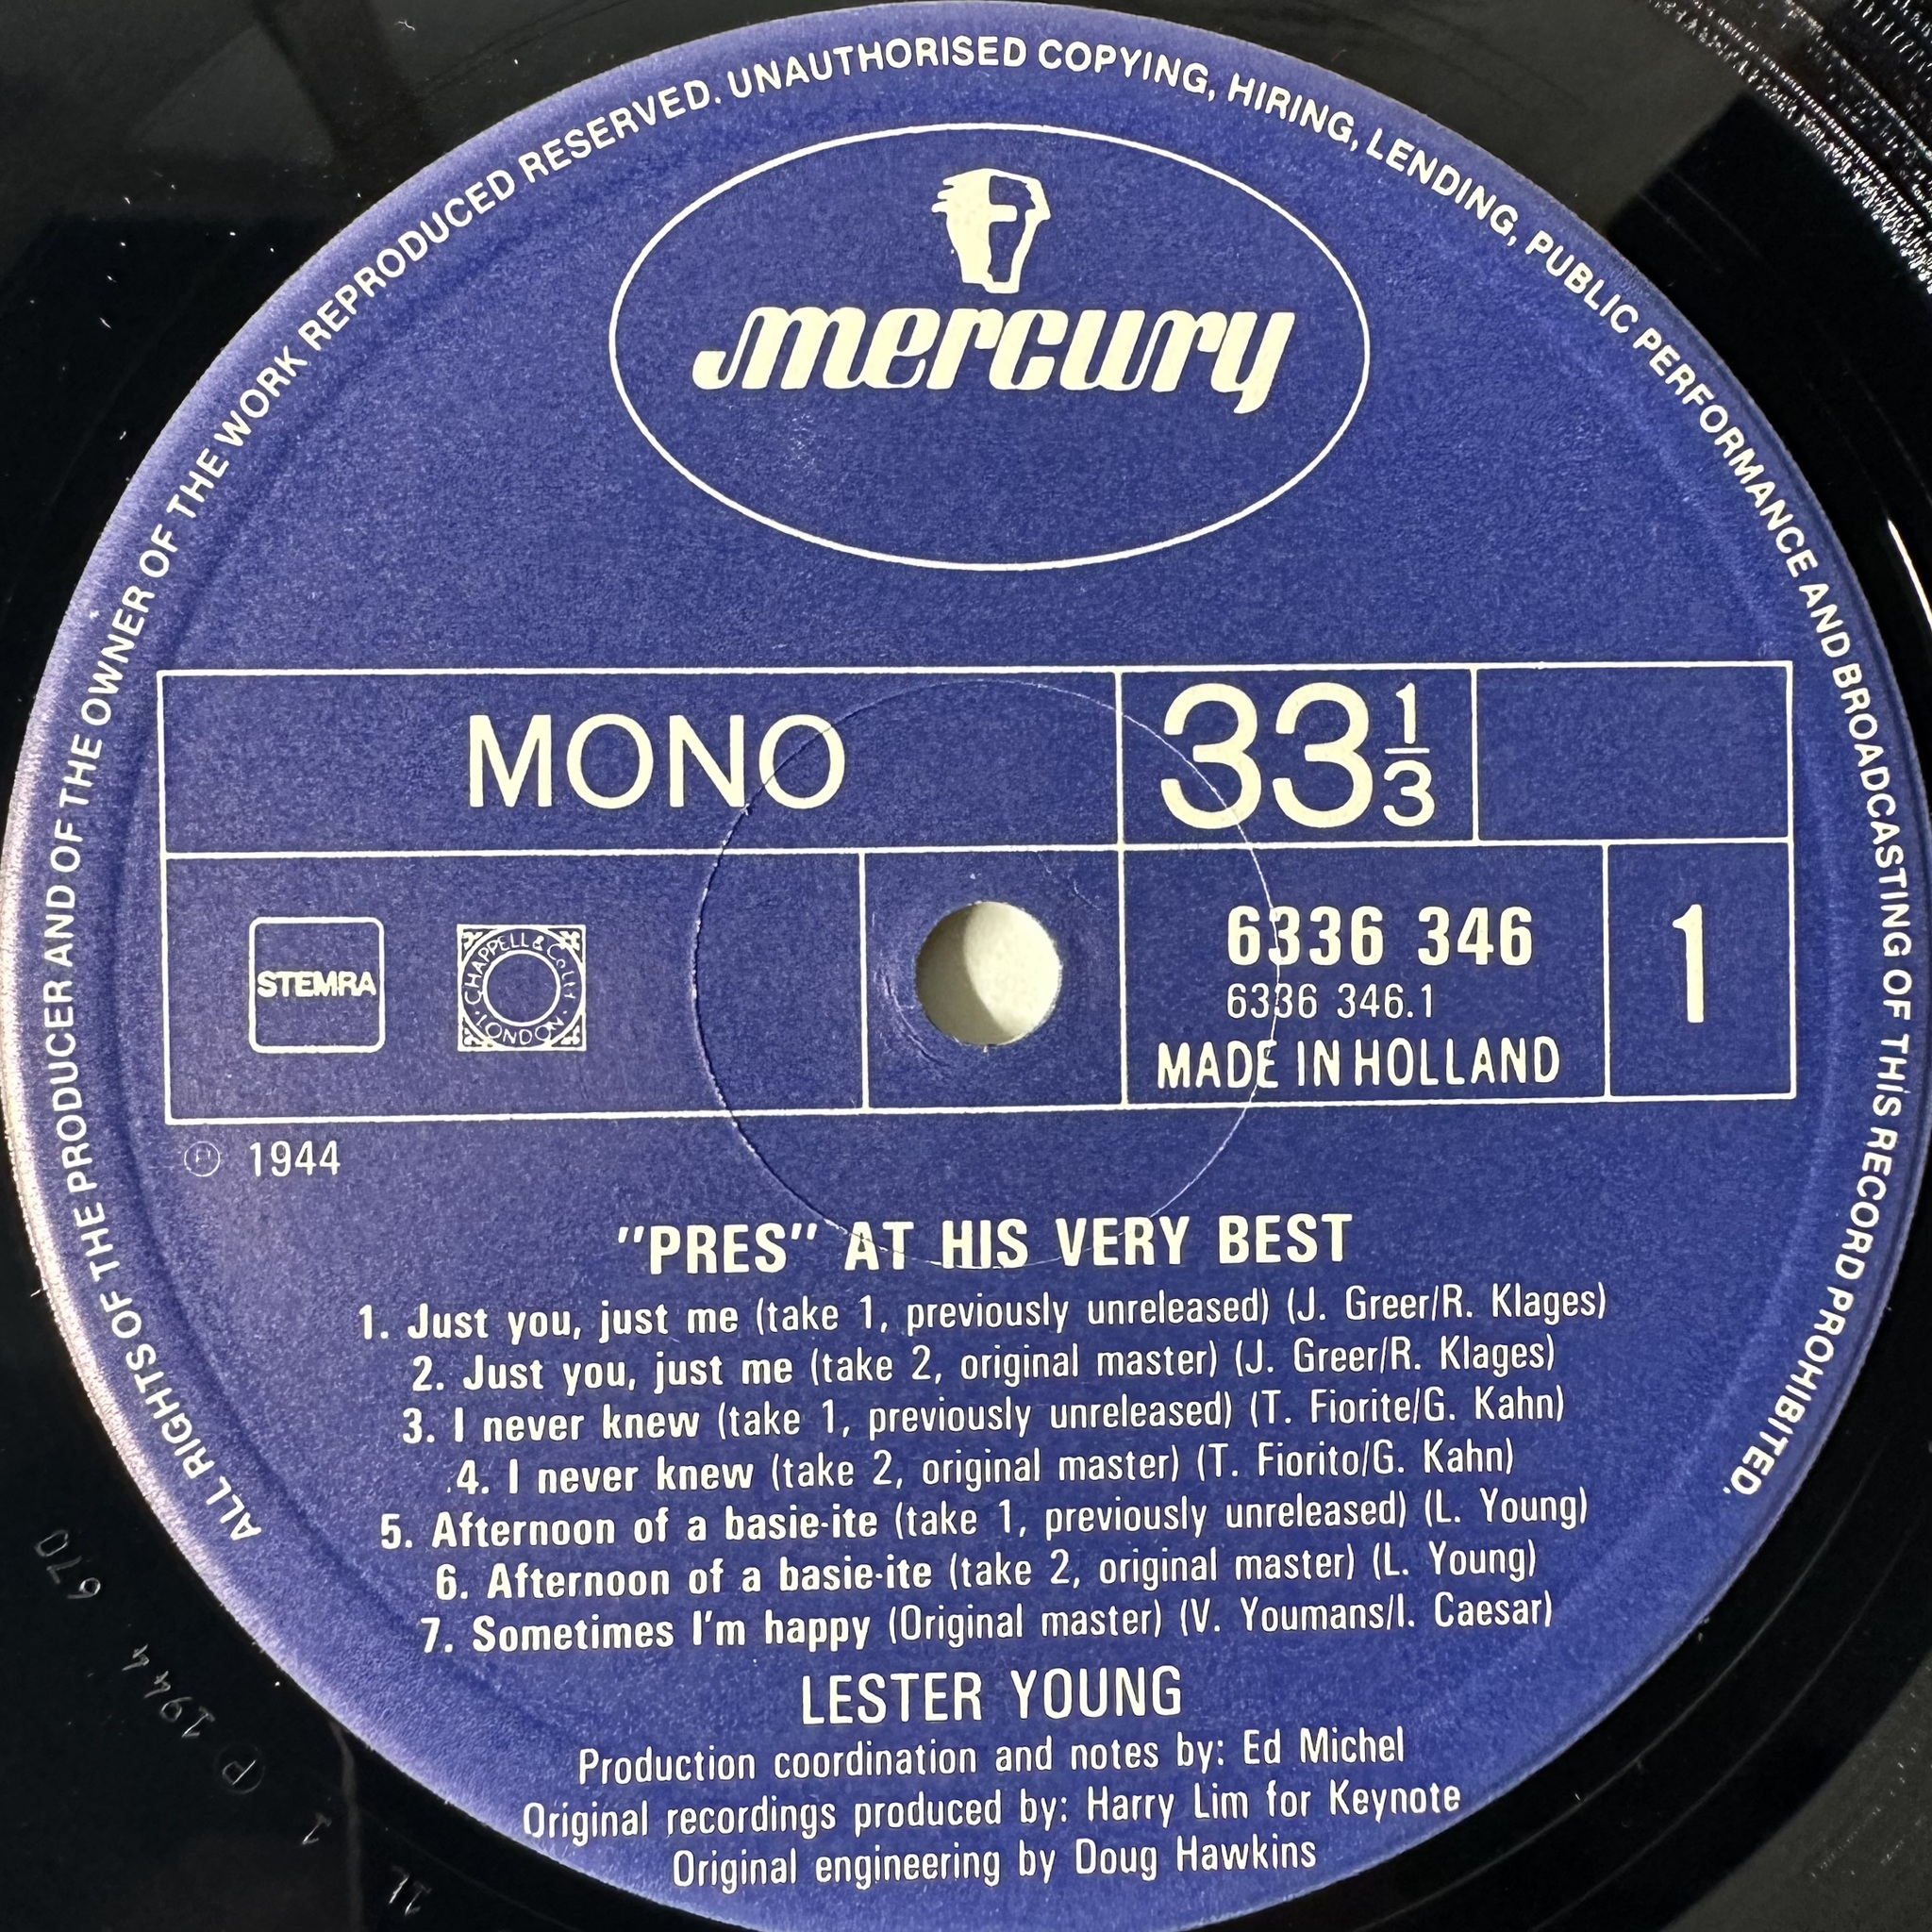 ALL RIGHTS OF THE PRODUCER AND OF THE OWNER OF THE WORK REPRODUCED RESERVED. UNAUTHORISED COPYING, HIRING, LENDING, PUBLIC PERFORMANCE AND BROADCASTING OF THIS RECORD PROHIBITED.
mercury
MONO
33 1/3
STEMRA
CHAPPELL & Co LTD
· LONDON ·
6336 346
6336 346.1
MADE IN HOLLAND
1
℗ 1944
"PRES" AT HIS VERY BEST
1. Just you, just me (take 1, previously unreleased) (J. Greer/R. Klages)
2. Just you, just me (take 2, original master) (J. Greer/R. Klages)
3. I never knew (take 1, previously unreleased) (T. Fiorite/G. Kahn)
4. I never knew (take 2, original master) (T. Fiorito/G. Kahn)
5. Afternoon of a basie-ite (take 1, previously unreleased) (L. Young)
6. Afternoon of a basie-ite (take 2, original master) (L. Young)
7. Sometimes I'm happy (Original master) (V. Youmans/I. Caesar)
LESTER YOUNG
Production coordination and notes by: Ed Michel
Original recordings produced by: Harry Lim for Keynote
Original engineering by Doug Hawkins
670
℗ 1944
1